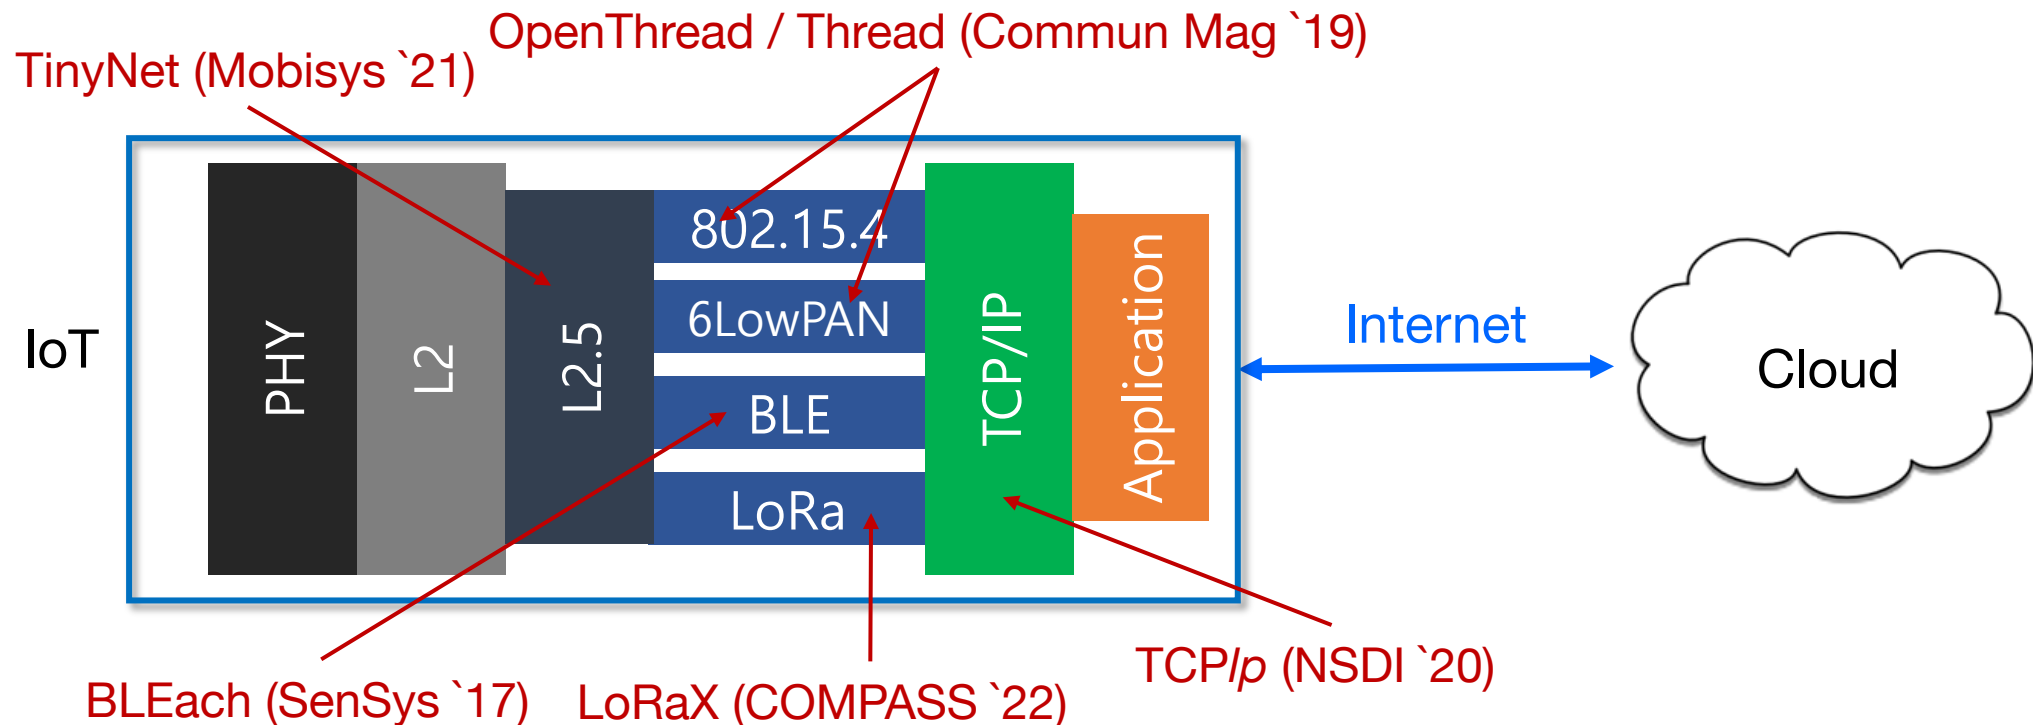 OpenThread / Thread (Commun Mag `19)
TinyNet (Mobisys `21)
IoT
PHY
L2
L2.5
802.15.4
6LowPAN
BLE
LoRa
TCP/IP
Application
Internet
Cloud
BLEach (SenSys `17)
LoRaX (COMPASS `22)
TCPlp (NSDI `20)